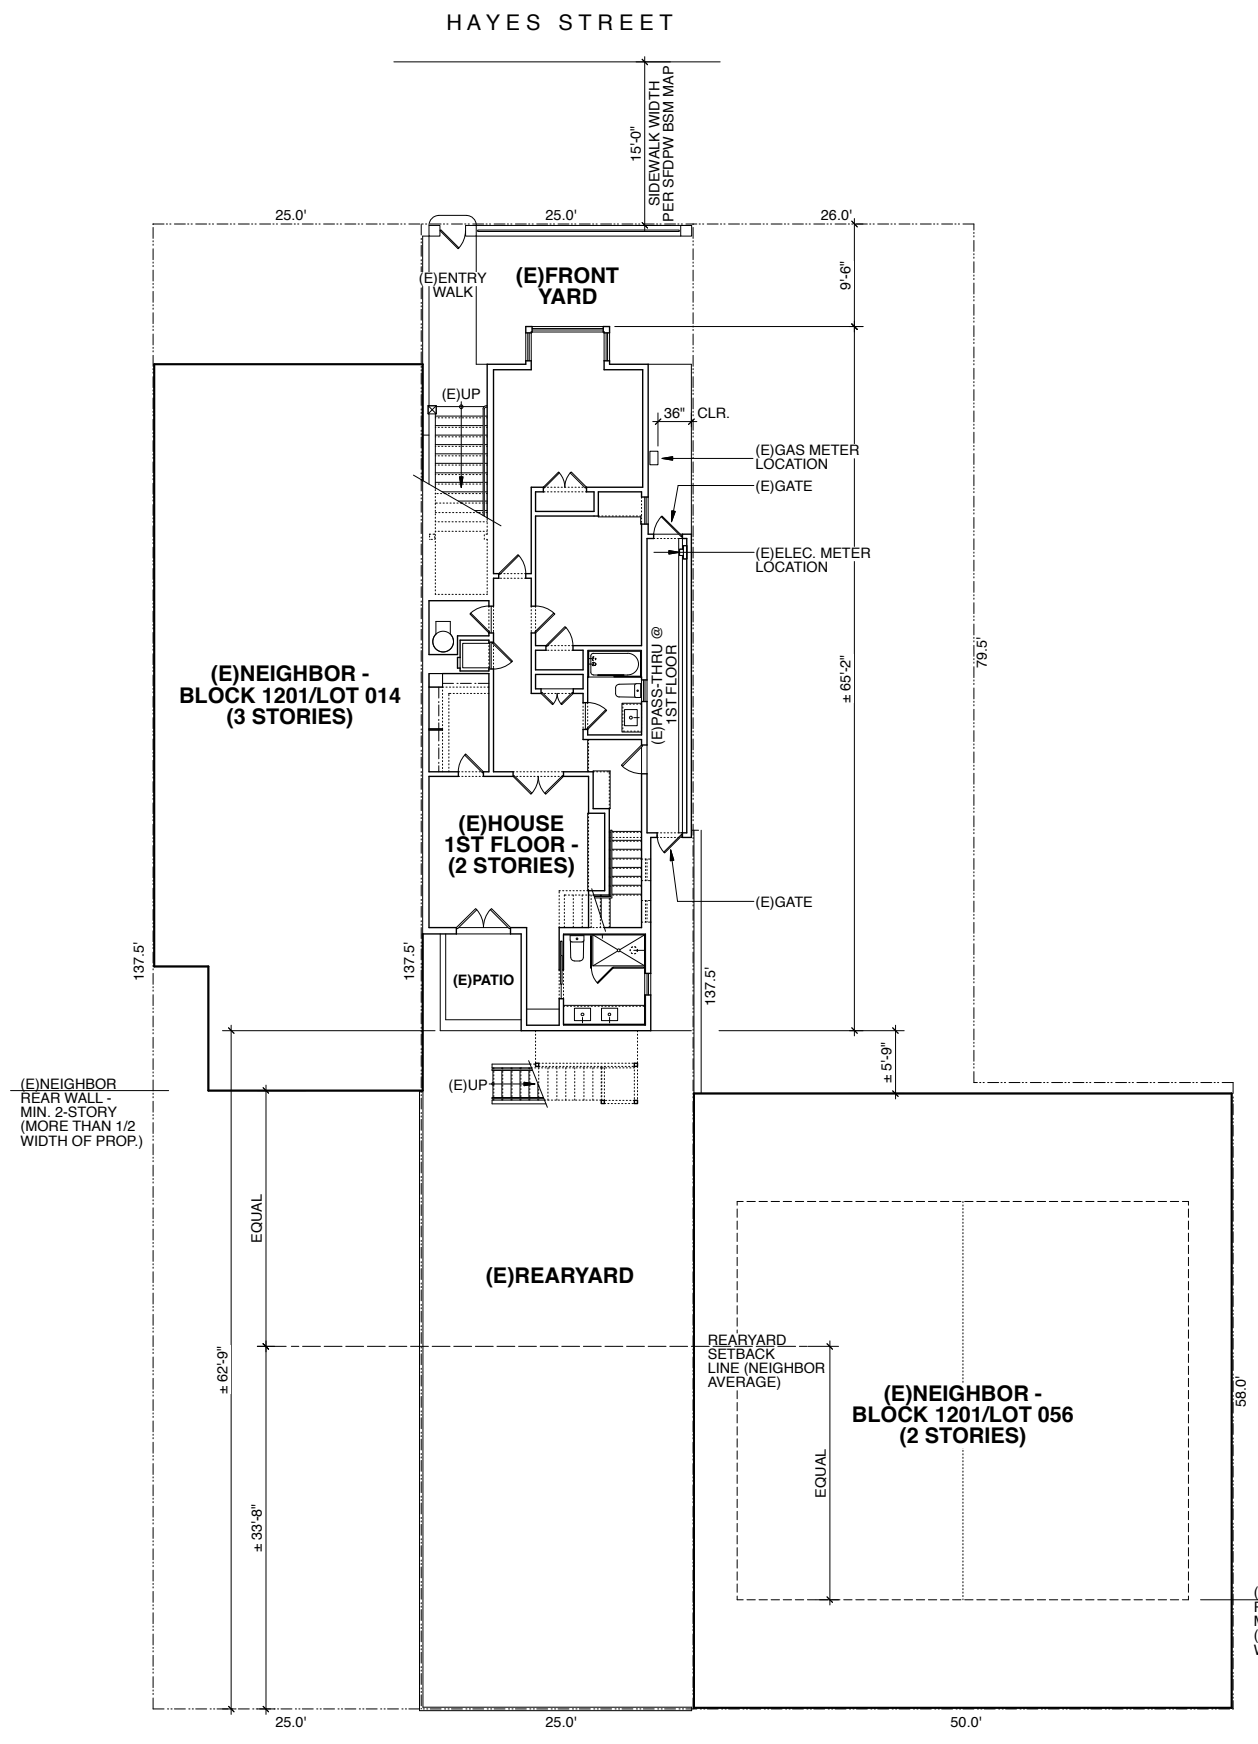 HAYES STREET
15'-0"
SIDEWALK WIDTH
PER SFDPW BSM MAP
25.0'
25.0'
26.0'
(E)ENTRY
WALK
(E)FRONT
YARD
9'-6"
(E)UP
36" CLR.
(E)GAS METER
LOCATION
(E)GATE
(E)ELEC. METER
LOCATION
(E)PASS-THRU @
1ST FLOOR
79.5'
± 65'-2"
(E)NEIGHBOR -
BLOCK 1201/LOT 014
(3 STORIES)
(E)HOUSE
1ST FLOOR -
(2 STORIES)
(E)GATE
137.5'
137.5'
137.5'
(E)PATIO
± 5'-9"
(E)UP
(E)NEIGHBOR
REAR WALL -
MIN. 2-STORY
(MORE THAN 1/2
WIDTH OF PROP.)
EQUAL
(E)REARYARD
± 62'-9"
REARYARD
SETBACK
LINE (NEIGHBOR
AVERAGE)
(E)NEIGHBOR -
BLOCK 1201/LOT 056
(2 STORIES)
58.0'
EQUAL
± 33'-8"
25.0'
25.0'
50.0'